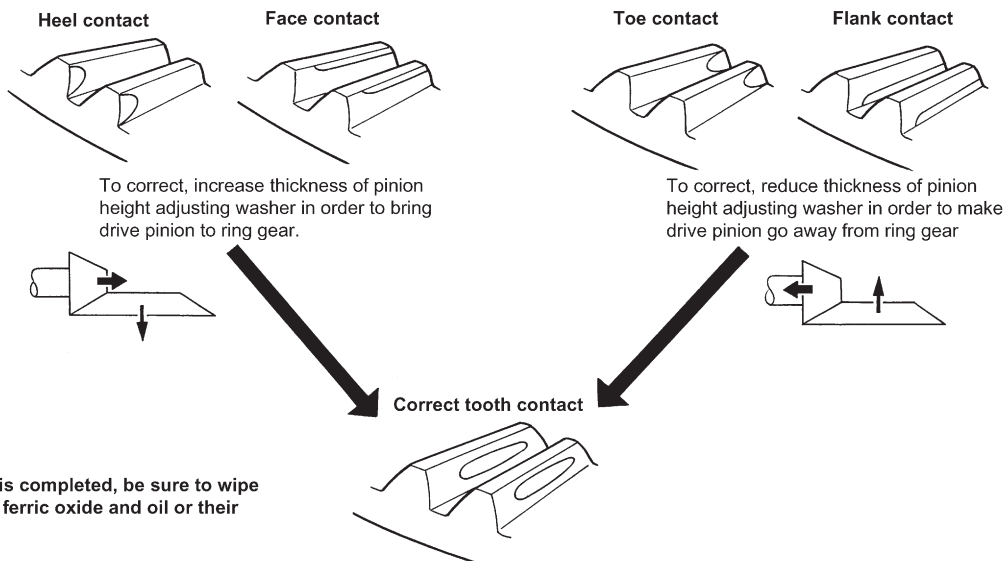 Heel contact
Face contact
Toe contact
Flank contact
To correct, increase thickness of pinion
height adjusting washer in order to bring
drive pinion to ring gear.
To correct, reduce thickness of pinion
height adjusting washer in order to make
drive pinion go away from ring gear
Correct tooth contact
is completed, be sure to wipe
ferric oxide and oil or their